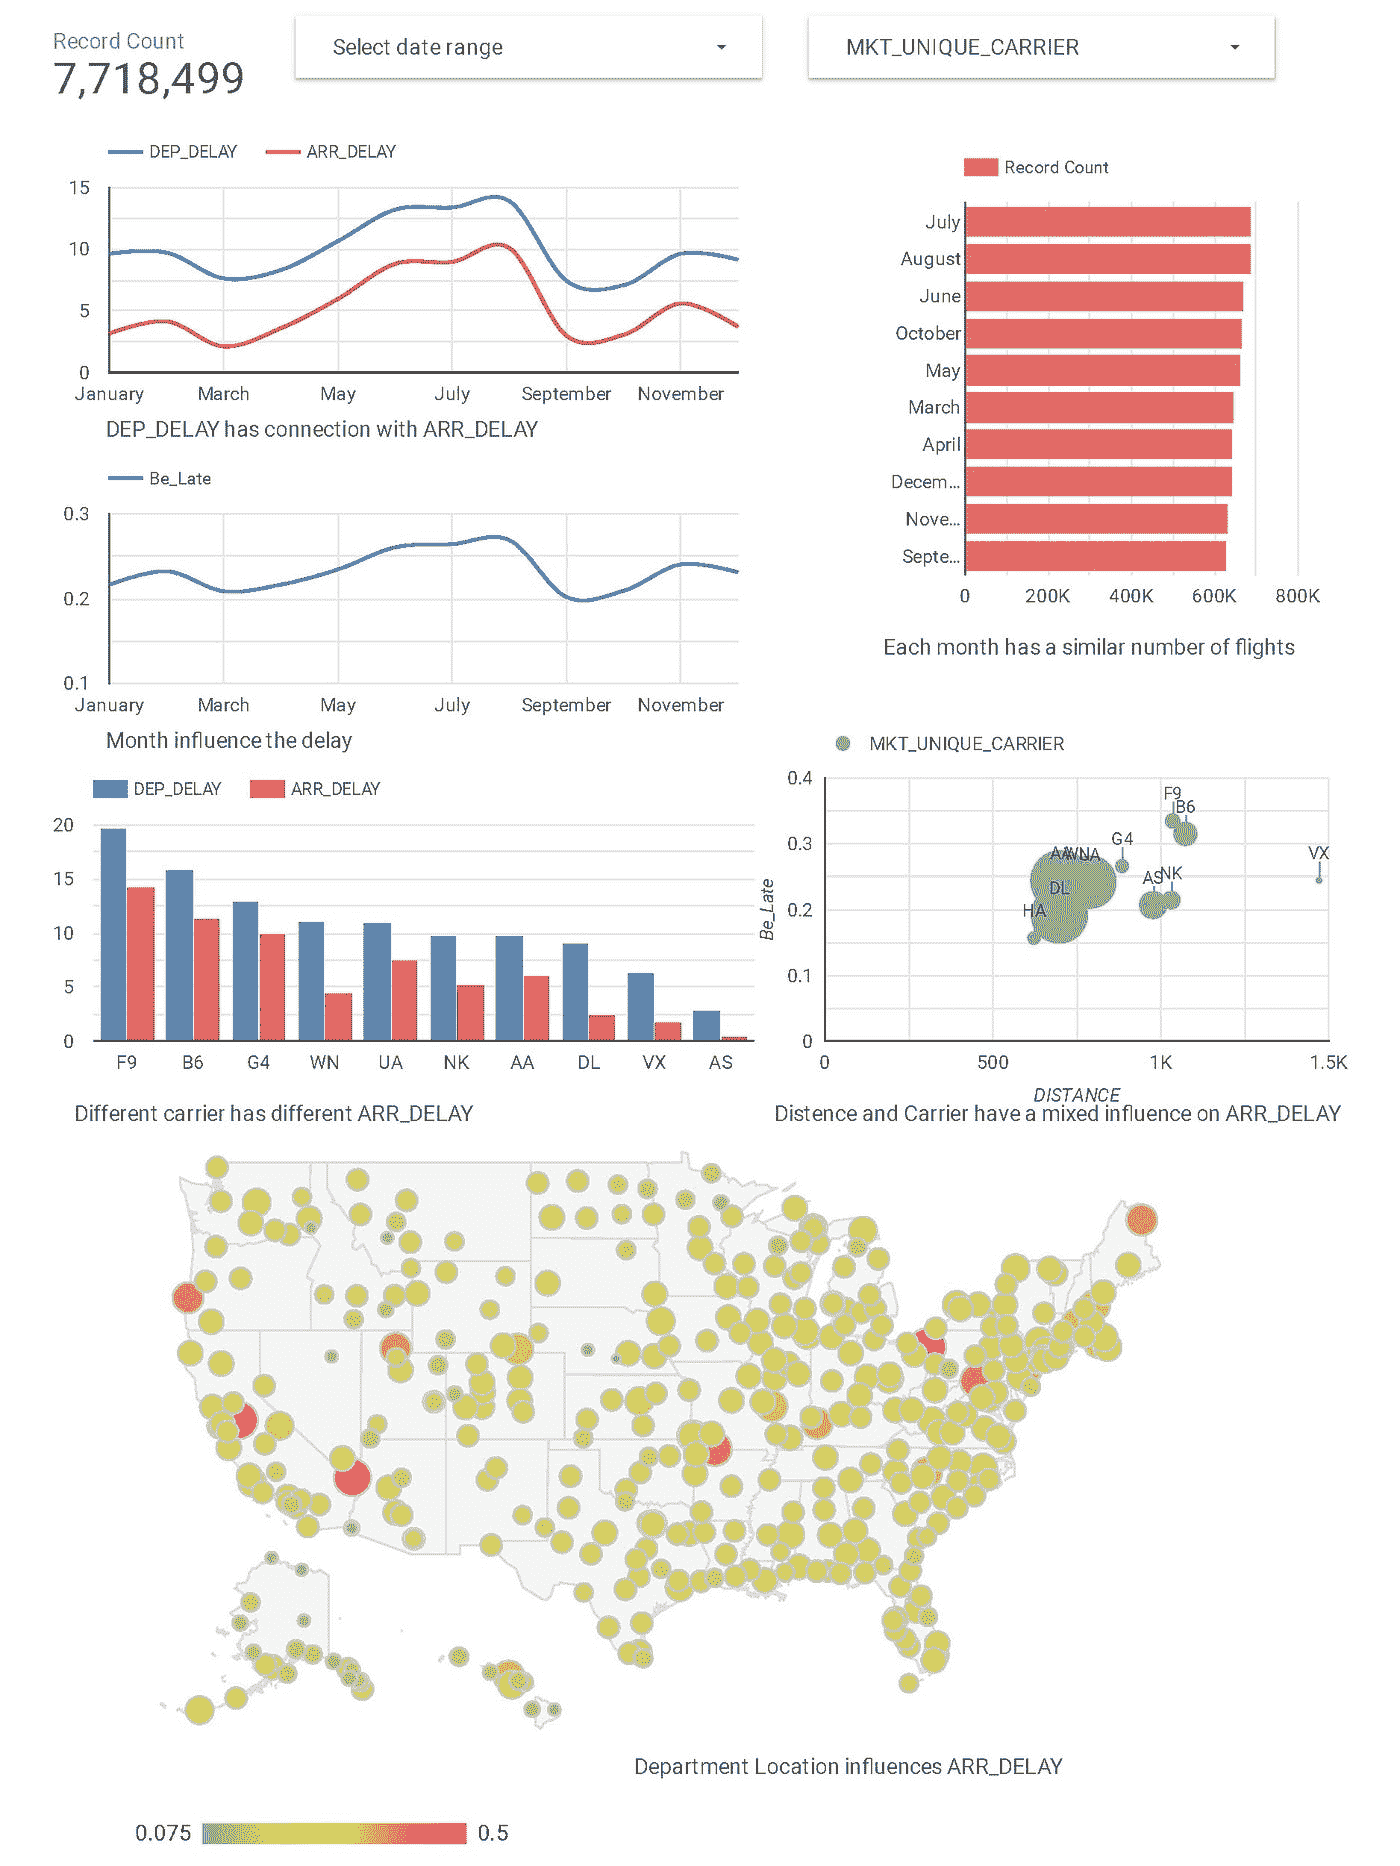 Record Count
7,718,499
Select date range
MKT_UNIQUE_CARRIER
DEP_DELAY ARR_DELAY
15
10
5
0
January March May July September November
DEP_DELAY has connection with ARR_DELAY
Be_Late
0.3
0.2
0.1
January March May July September November
Month influence the delay
Record Count
July
August
June
October
May
March
April
Decem...
Nove...
Septe...
0 200K 400K 600K 800K
Each month has a similar number of flights
DEP_DELAY ARR_DELAY
20
15
10
5
0
F9 B6 G4 WN UA NK AA DL VX AS
Different carrier has different ARR_DELAY
MKT_UNIQUE_CARRIER
Be_Late
0.4
0.3
0.2
0.1
0
F9
B6
G4
VX
AA
UA
AS
NK
DL
HA
0 500 1K 1.5K
DISTANCE
Distence and Carrier have a mixed influence on ARR_DELAY
Department Location influences ARR_DELAY
0.075 0.5